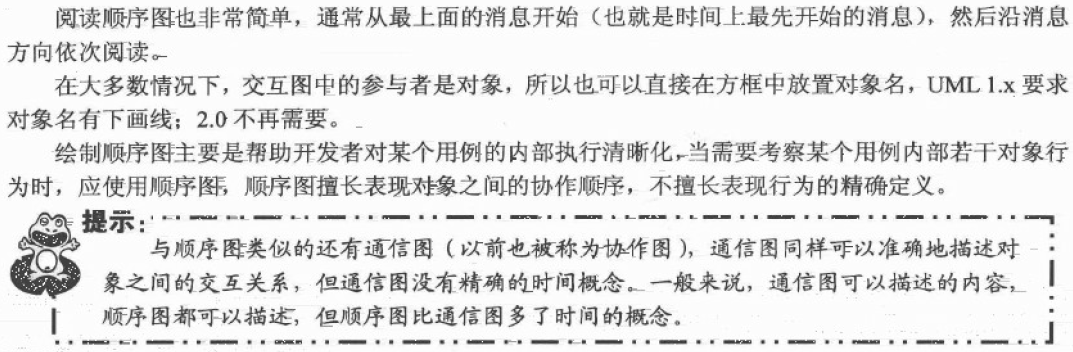 阅读顺序图也非常简单，通常从最上面的消息开始（也就是时间上最先开始的消息），然后沿消息
方向依次阅读。
在大多数情况下，交互图中的参与者是对象，所以也可以直接在方框中放置对象名，UML 1.x 要求
对象名有下画线；2.0 不再需要。
绘制顺序图主要是帮助开发者对某个用例的内部执行清晰化，当需要考察某个用例内部若干对象行
为时，应使用顺序图，顺序图擅长表现对象之间的协作顺序，不擅长表现行为的精确定义。
提示：
与顺序图类似的还有通信图（以前也被称为协作图），通信图同样可以准确地描述对
象之间的交互关系，但通信图没有精确的时间概念。一般来说，通信图可以描述的内容，
顺序图都可以描述，但顺序图比通信图多了时间的概念。